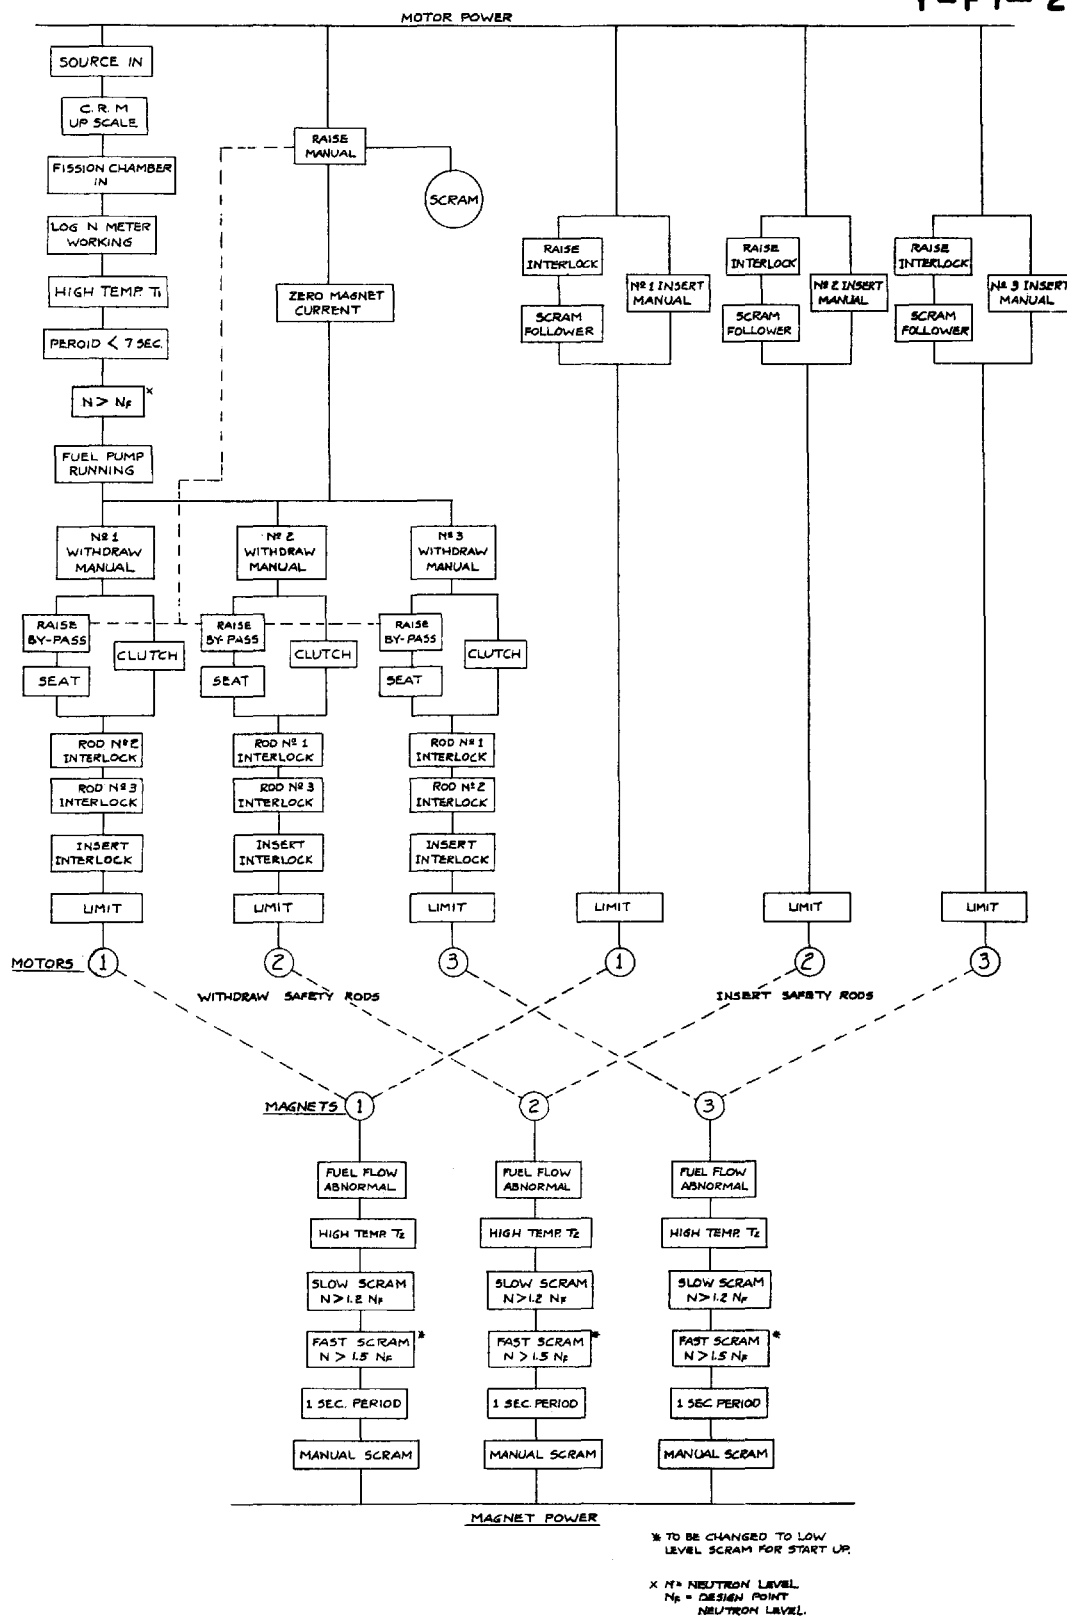 MOTOR POWER
SOURCE IN
C.R.M
UP SCALE
FISSION CHAMBER
IN
LOG N METER
WORKING
HIGH TEMP. T1
PEROID < 7 SEC.
N > NF x
FUEL PUMP
RUNNING
RAISE
MANUAL
SCRAM
ZERO MAGNET
CURRENT
RAISE
INTERLOCK
SCRAM
FOLLOWER
Nº 1 INSERT
MANUAL
RAISE
INTERLOCK
SCRAM
FOLLOWER
Nº 2 INSERT
MANUAL
RAISE
INTERLOCK
SCRAM
FOLLOWER
Nº 3 INSERT
MANUAL
Nº 1
WITHDRAW
MANUAL
Nº 2
WITHDRAW
MANUAL
Nº 3
WITHDRAW
MANUAL
RAISE
BY-PASS
SEAT
CLUTCH
RAISE
BY-PASS
SEAT
CLUTCH
RAISE
BY-PASS
SEAT
CLUTCH
ROD Nº 2
INTERLOCK
ROD Nº 3
INTERLOCK
INSERT
INTERLOCK
LIMIT
ROD Nº 1
INTERLOCK
ROD Nº 3
INTERLOCK
INSERT
INTERLOCK
LIMIT
ROD Nº 1
INTERLOCK
ROD Nº 2
INTERLOCK
INSERT
INTERLOCK
LIMIT
LIMIT
LIMIT
LIMIT
MOTORS 1 2 3 1 2 3
WITHDRAW SAFETY RODS
INSERT SAFETY RODS
MAGNETS 1 2 3
FUEL FLOW
ABNORMAL
HIGH TEMP. T2
SLOW SCRAM
N > 1.2 NF
FAST SCRAM *
N > 1.5 NF
1 SEC. PERIOD
MANUAL SCRAM
FUEL FLOW
ABNORMAL
HIGH TEMP. T2
SLOW SCRAM
N > 1.2 NF
FAST SCRAM *
N > 1.5 NF
1 SEC. PERIOD
MANUAL SCRAM
FUEL FLOW
ABNORMAL
HIGH TEMP. T2
SLOW SCRAM
N > 1.2 NF
FAST SCRAM *
N > 1.5 NF
1 SEC PERIOD
MANUAL SCRAM
MAGNET POWER
* TO BE CHANGED TO LOW
LEVEL SCRAM FOR START UP.
x N = NEUTRON LEVEL.
NF = DESIGN POINT
NEUTRON LEVEL.